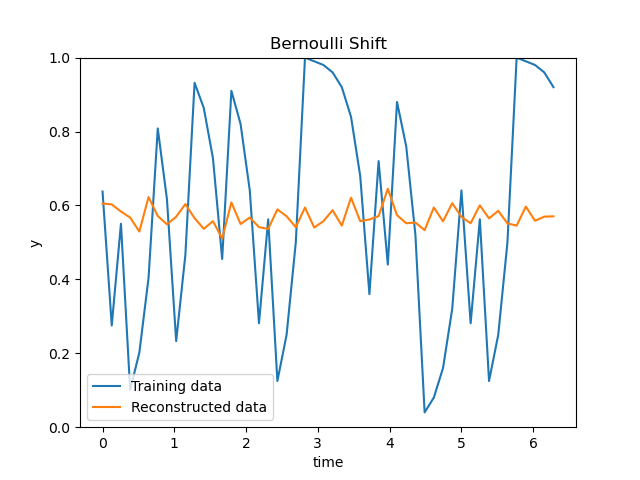 Bernoulli Shift
1.0
0.8
0.6
0.4
0.2
0.0
y
Training data
Reconstructed data
0 1 2 3 4 5 6
time